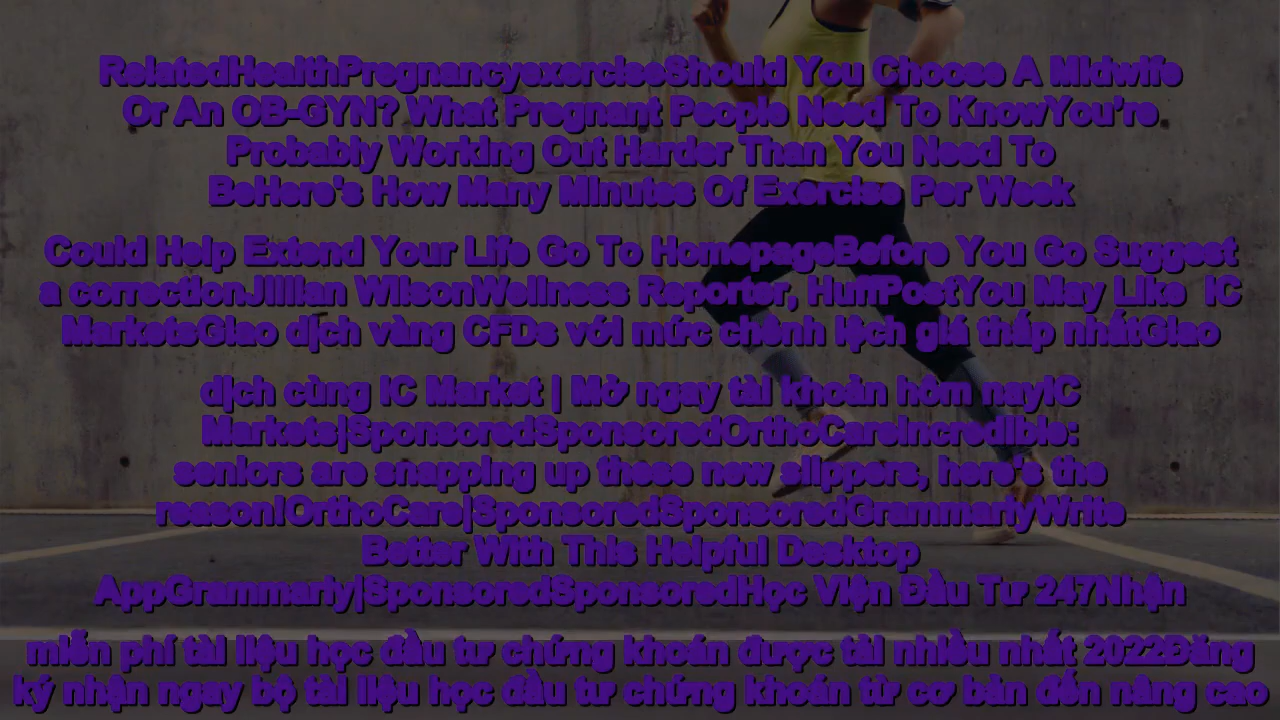 RelatedHealthPregnancyexerciseShould You Choose A Midwife
Or An OB-GYN? What Pregnant People Need To KnowYou're
Probably Working Out Harder Than You Need To
BeHere's How Many Minutes Of Exercise Per Week
Could Help Extend Your Life Go To HomepageBefore You Go Suggest
a correctionJillian WilsonWellness Reporter, HuffPostYou May Like IC
MarketsGiao dịch vàng CFDs với mức chênh lệch giá thấp nhấtGiao
dịch cùng IC Market | Mở ngay tài khoản hôm nayIC
Markets|SponsoredSponsoredOrthoCareIncredible:
seniors are snapping up these new slippers, here's the
reason!OrthoCare|SponsoredSponsoredGrammarlyWrite
Better With This Helpful Desktop
AppGrammarly|SponsoredSponsoredHọc Viện Đầu Tư 247Nhận
miễn phí tài liệu học đầu tư chứng khoán được tải nhiều nhất 2022Đăng
ký nhận ngay bộ tài liệu học đầu tư chứng khoán từ cơ bản đến nâng cao